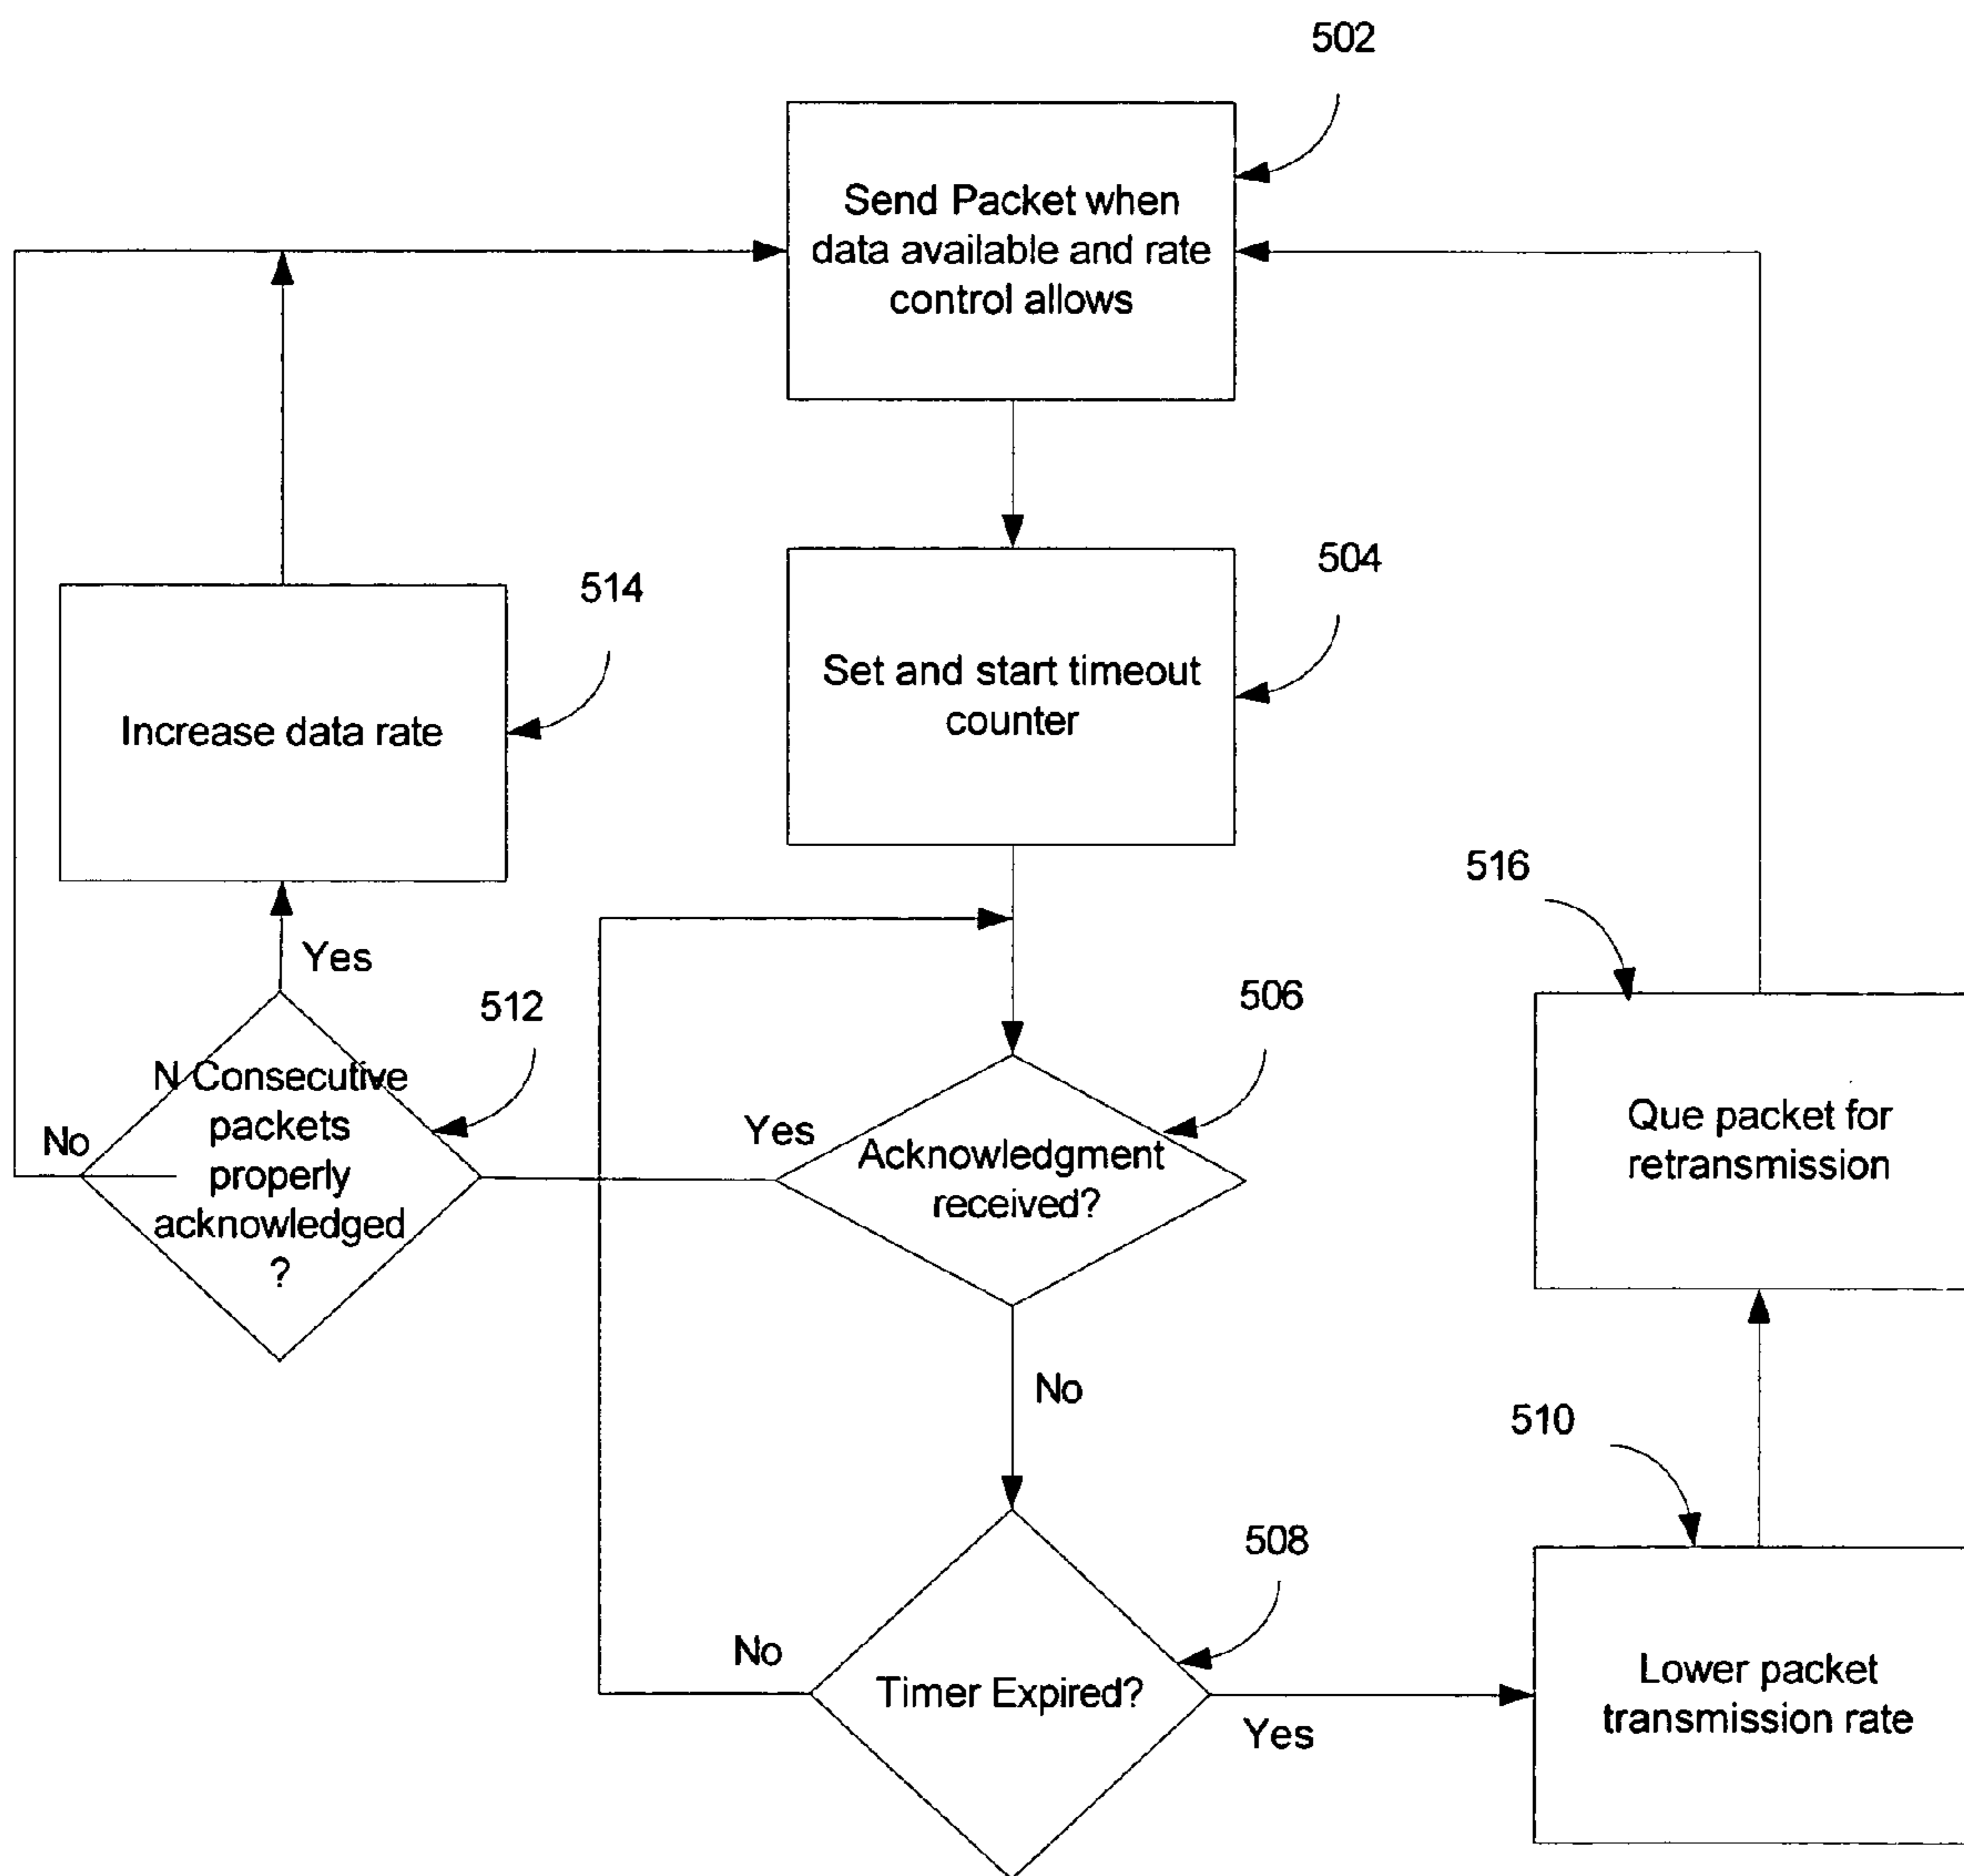 502
Send Packet when
data available and rate
control allows
504
Set and start timeout
counter
514
Increase data rate
516
Yes
512
506
N Consecutive
packets
properly
acknowledged
?
No
Yes
Acknowledgment
received?
Que packet for
retransmission
No
510
508
No
Timer Expired?
Yes
Lower packet
transmission rate